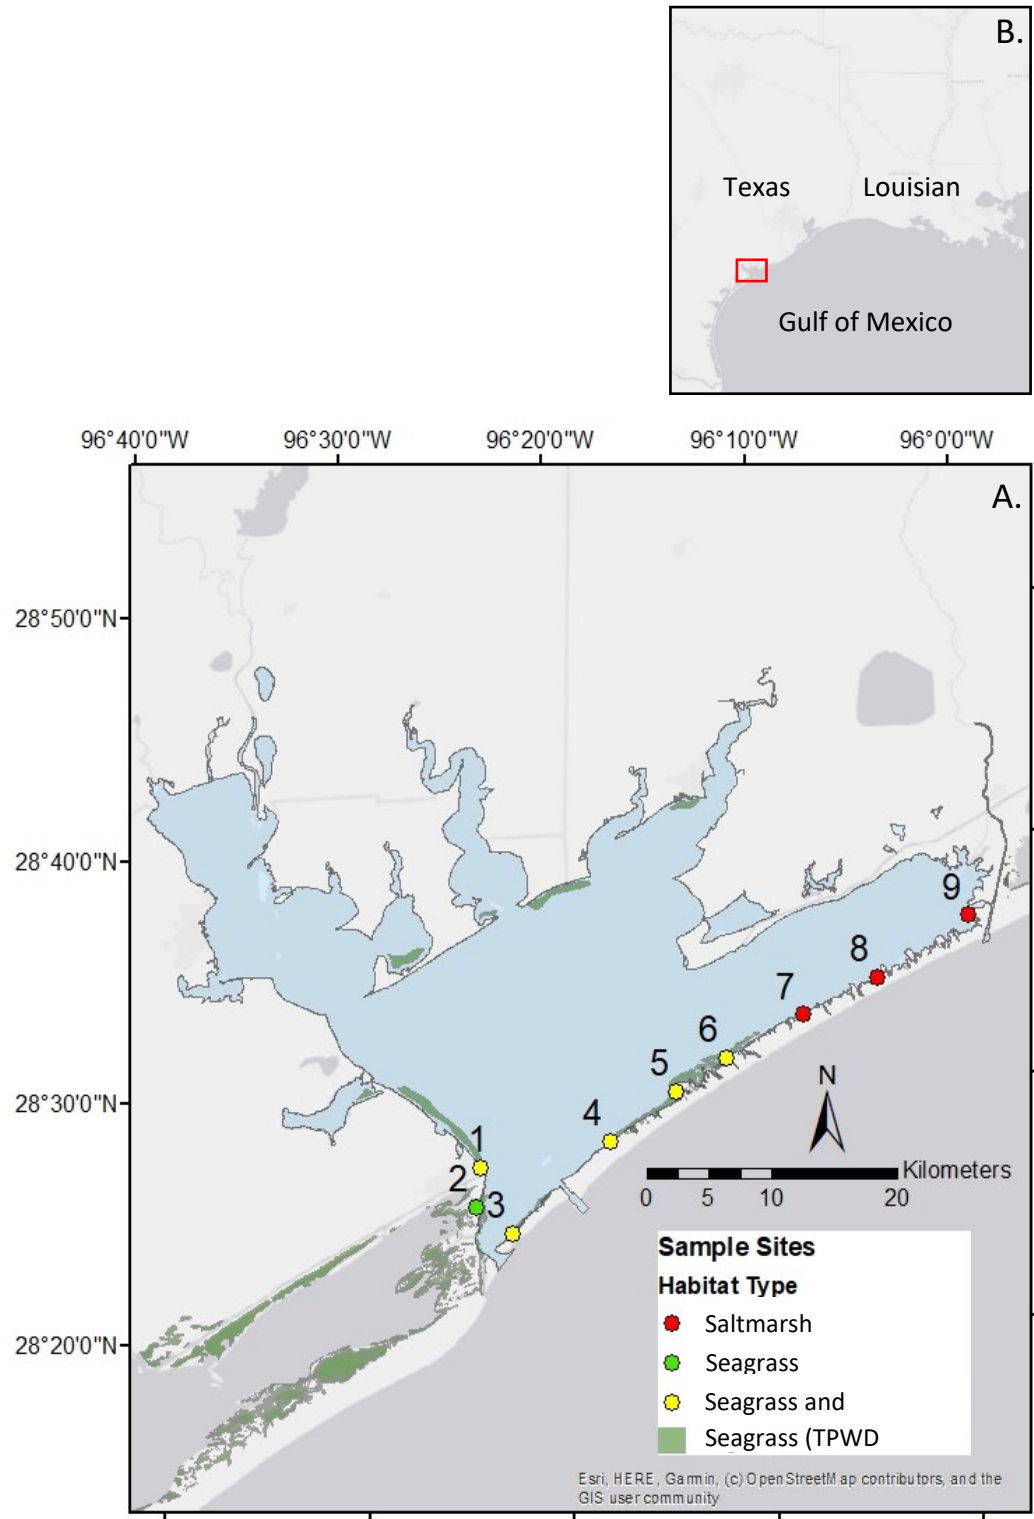 B.
Texas
Louisian
Gulf of Mexico
96°40'0"W
96°30'0"W
96°20'0"W
96°10'0"W
96°0'0"W
A.
28°50'0"N
28°40'0"N
28°30'0"N
28°20'0"N
9
8
7
6
5
4
1
2
3
N
Kilometers
0 5 10 20
Sample Sites
Habitat Type
Saltmarsh
Seagrass
Seagrass and
Seagrass (TPWD
Esri, HERE, Garmin, (c) OpenStreetMap contributors, and the
GIS user community